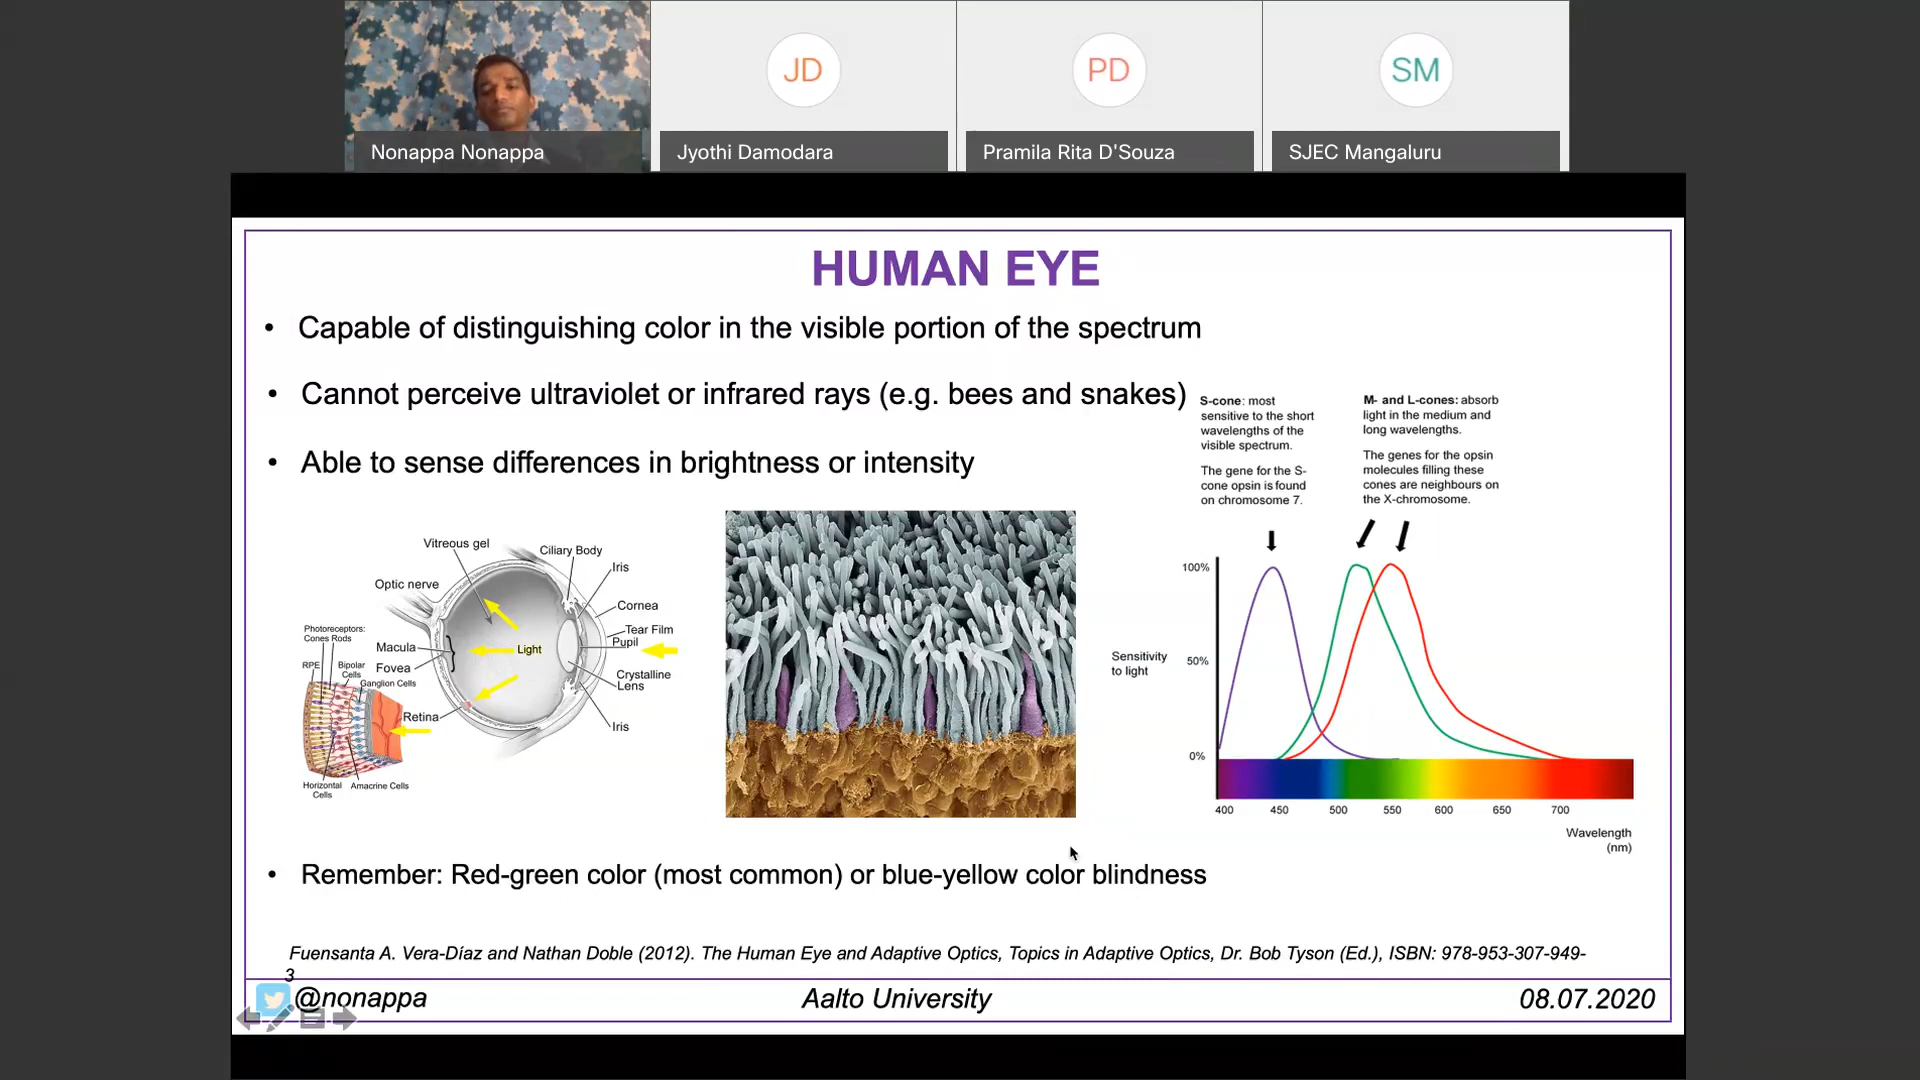 JD
PD
SM
Nonappa Nonappa
Jyothi Damodara
Pramila Rita D'Souza
SJEC Mangaluru
HUMAN EYE
• Capable of distinguishing color in the visible portion of the spectrum
• Cannot perceive ultraviolet or infrared rays (e.g. bees and snakes)
• Able to sense differences in brightness or intensity
S-cone: most
sensitive to the short
wavelengths of the
visible spectrum.
The gene for the S-
cone opsin is found
on chromosome 7.
M- and L-cones: absorb
light in the medium and
long wavelengths.
The genes for the opsin
molecules filling these
cones are neighbours on
the X-chromosome.
Vitreous gel
Ciliary Body
Iris
Optic nerve
Cornea
Photoreceptors:
Cones Rods
Tear Film
Pupil
Macula
Light
RPE
Bipolar
Cells
Fovea
Ganglion Cells
Crystalline
Lens
Retina
Iris
Horizontal
Cells
Amacrine Cells
100%
Sensitivity
to light
50%
0%
400 450 500 550 600 650 700
Wavelength
(nm)
• Remember: Red-green color (most common) or blue-yellow color blindness
Fuensanta A. Vera-Díaz and Nathan Doble (2012). The Human Eye and Adaptive Optics, Topics in Adaptive Optics, Dr. Bob Tyson (Ed.), ISBN: 978-953-307-949-
3
@nonappa
Aalto University
08.07.2020